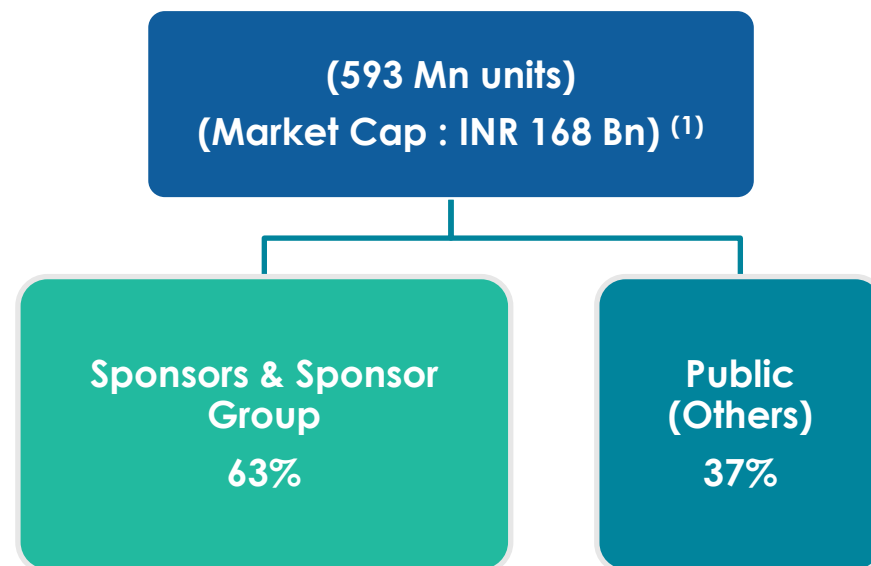 (593 Mn units)
(Market Cap : INR 168 Bn) (1)
Sponsors & Sponsor
Group
63%
Public
(Others)
37%